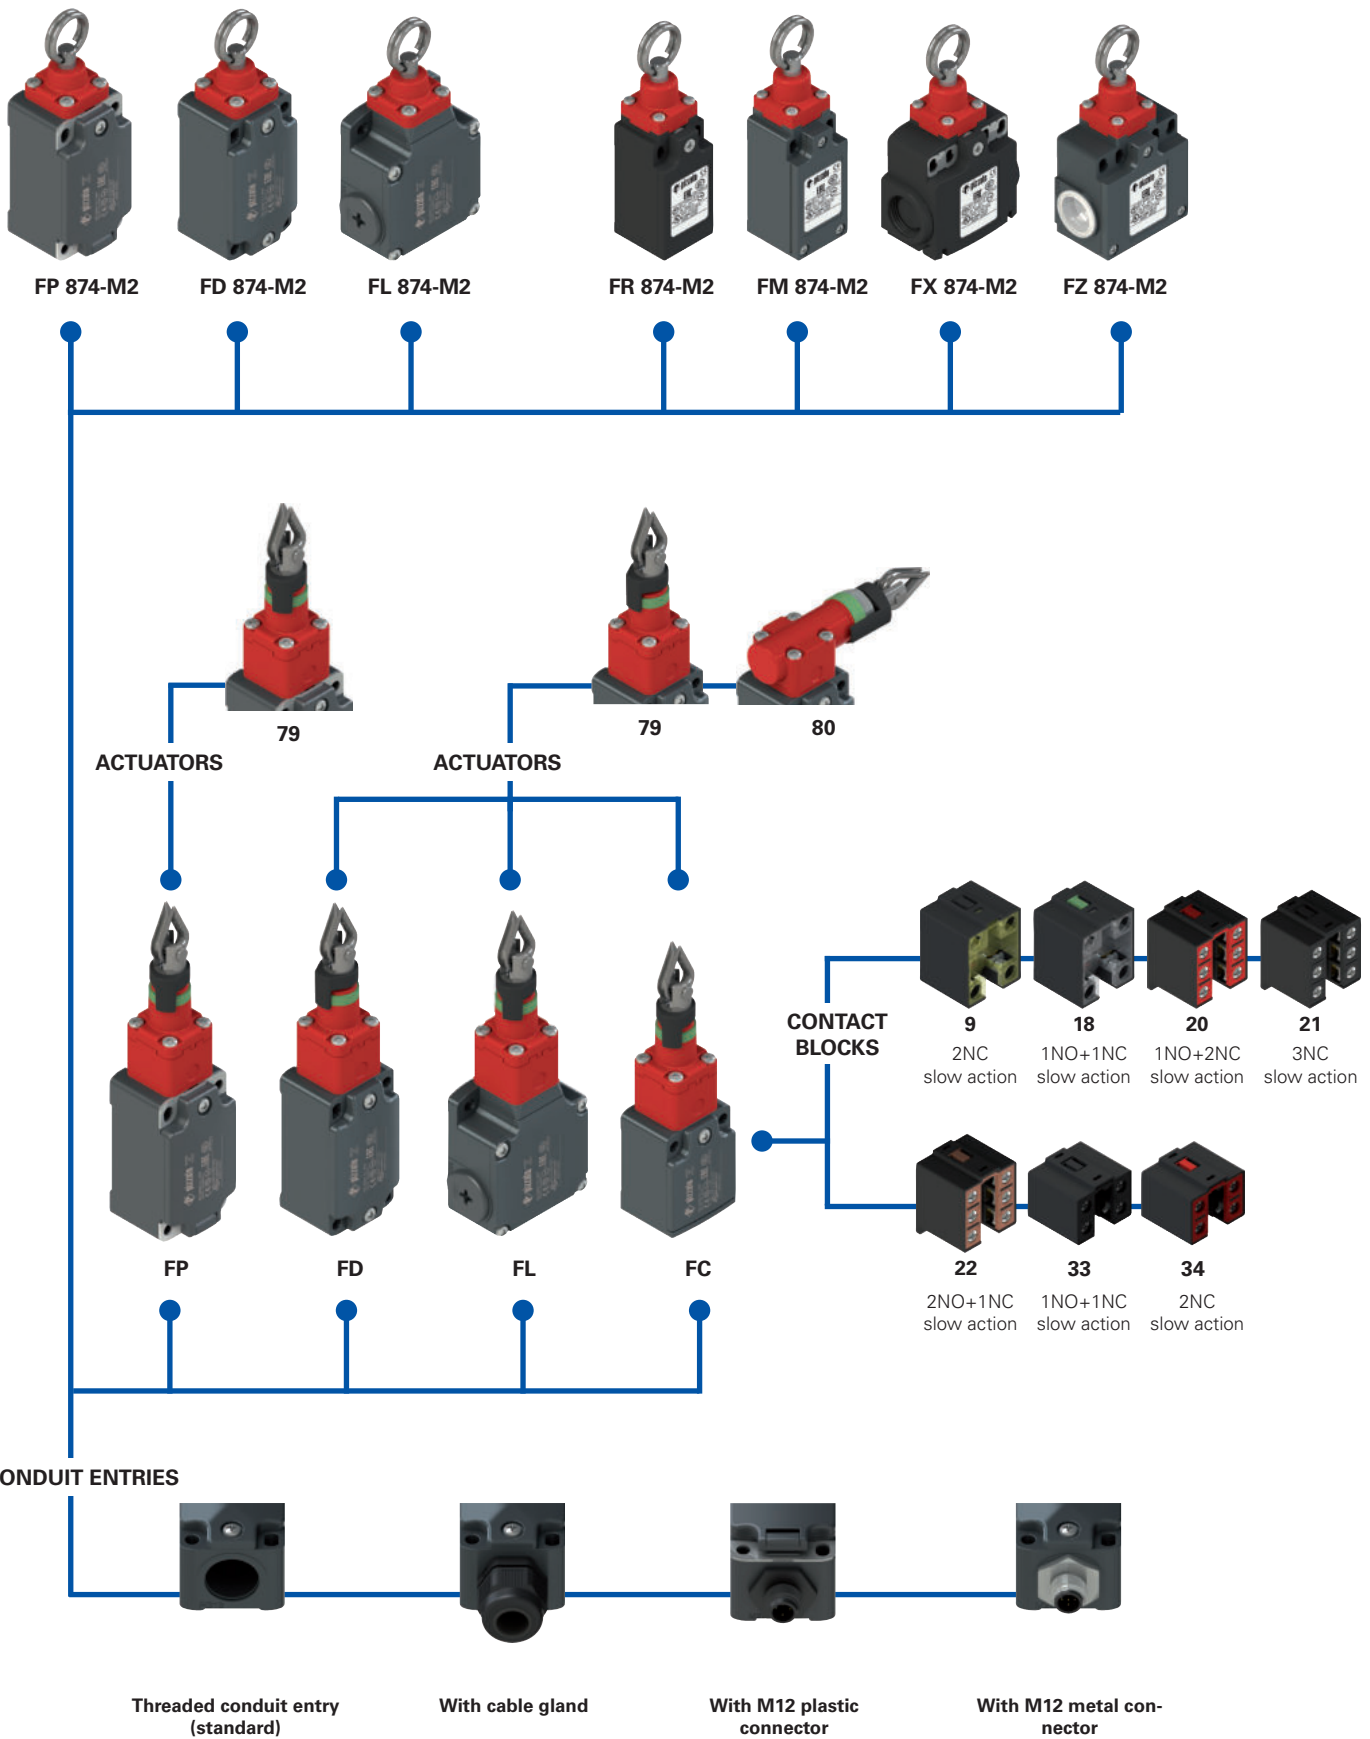 FP 874-M2
FD 874-M2
FL 874-M2
FR 874-M2
FM 874-M2
FX 874-M2
FZ 874-M2
79
79
80
ACTUATORS
ACTUATORS
CONTACT
BLOCKS
9
2NC
slow action
18
1NO+1NC
slow action
20
1NO+2NC
slow action
21
3NC
slow action
22
2NO+1NC
slow action
33
1NO+1NC
slow action
34
2NC
slow action
FP
FD
FL
FC
ONDUIT ENTRIES
Threaded conduit entry
(standard)
With cable gland
With M12 plastic
connector
With M12 metal con-
nector